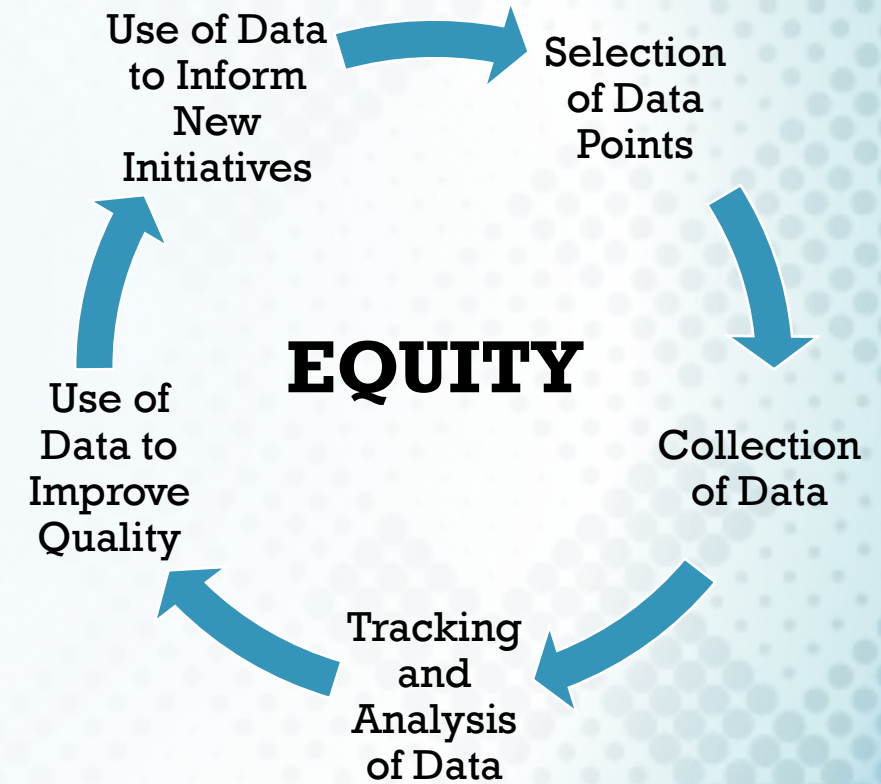 Use of Data
to Inform
New
Initiatives
Selection
of Data
Points
EQUITY
Use of
Data to
Improve
Quality
Collection
of Data
Tracking
and
Analysis
of Data